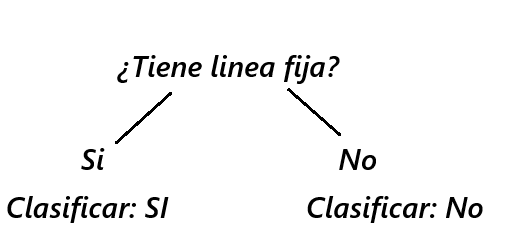 ¿Tiene linea fija?
Si
No
Clasificar: SI
Clasificar: No